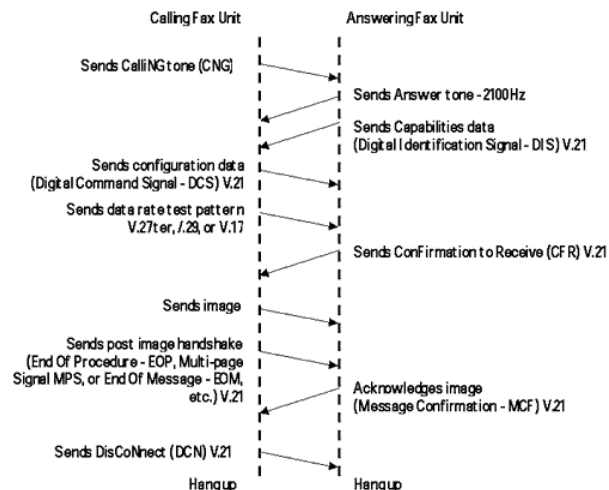 Calling Fax Unit
Answering Fax Unit
Sends CalliNG tone (CNG)
Sends Answer tone - 2100Hz
Sends Capabilities data
(Digital Identification Signal - DIS) V.21
Sends configuration data
(Digital Command Signal - DCS) V.21
Sends data rate test pattern
V.27ter, /.29, or V.17
Sends ConFirmation to Receive (CFR) V.21
Sends image
Sends post image handshake
(End Of Procedure - EOP, Multi-page
Signal MPS, or End Of Message - EOM,
etc.) V.21
Acknowledges image
(Message Confirmation - MCF) V.21
Sends DisCoNnect (DCN) V.21
Hang up
Hang up